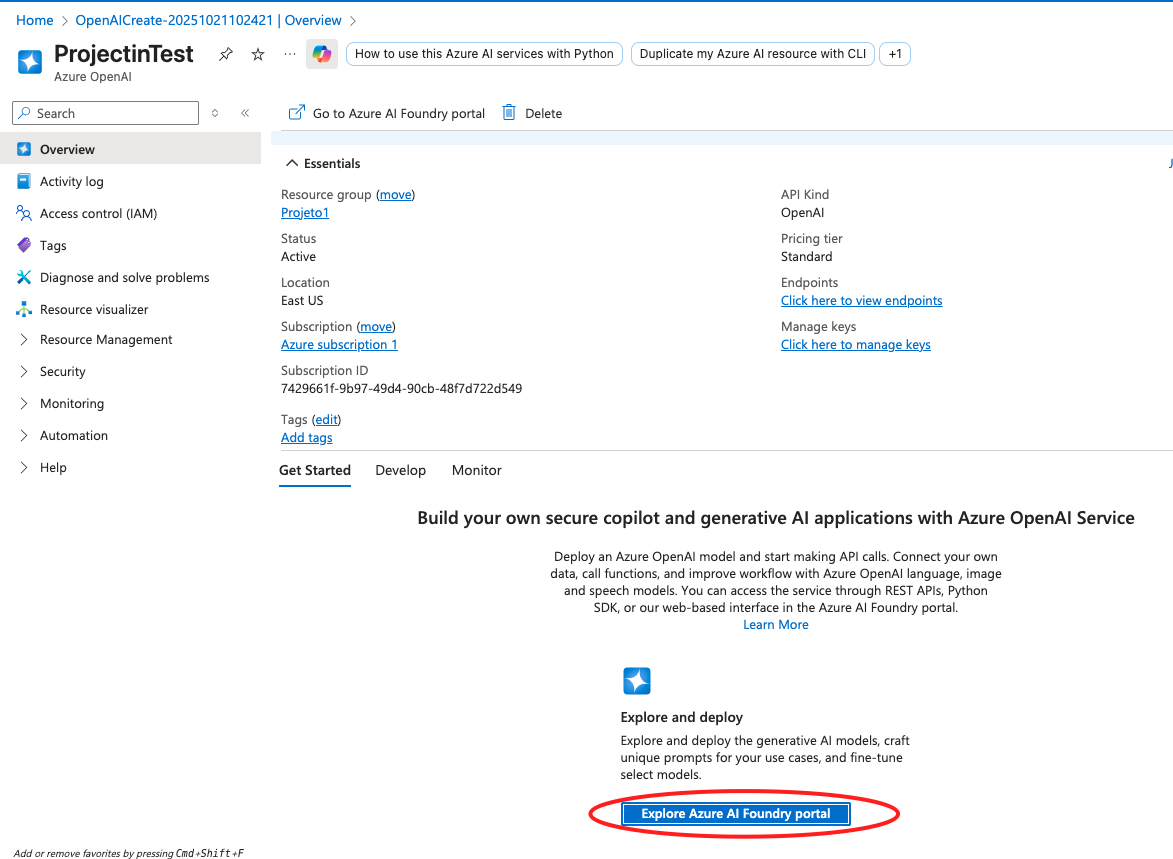 Home > OpenAICreate-20251021102421 | Overview >
ProjectinTest
Azure OpenAI
How to use this Azure AI services with Python
Duplicate my Azure AI resource with CLI
+1
Search
Overview
Activity log
Access control (IAM)
Tags
Diagnose and solve problems
Resource visualizer
Resource Management
Security
Monitoring
Automation
Help
Go to Azure AI Foundry portal
Delete
Essentials
J
Resource group (move)
Projeto1
Status
Active
Location
East US
Subscription (move)
Azure subscription 1
Subscription ID
7429661f-9b97-49d4-90cb-48f7d722d549
Tags (edit)
Add tags
API Kind
OpenAI
Pricing tier
Standard
Endpoints
Click here to view endpoints
Manage keys
Click here to manage keys
Get Started
Develop
Monitor
Build your own secure copilot and generative AI applications with Azure OpenAI Service
Deploy an Azure OpenAI model and start making API calls. Connect your own
data, call functions, and improve workflow with Azure OpenAI language, image
and speech models. You can access the service through REST APIs, Python
SDK, or our web-based interface in the Azure AI Foundry portal.
Learn More
Explore and deploy
Explore and deploy the generative AI models, craft
unique prompts for your use cases, and fine-tune
select models.
Explore Azure AI Foundry portal
Add or remove favorites by pressing Cmd+Shift+F